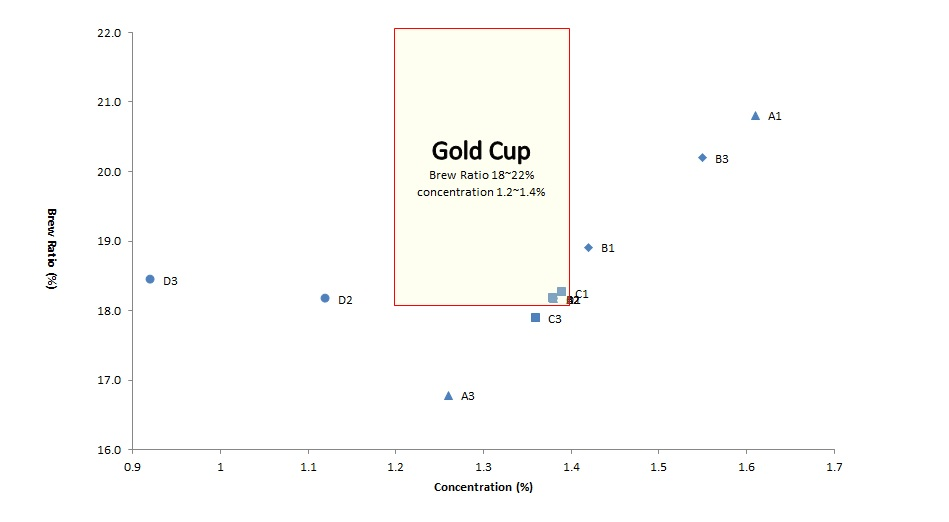 22.0
21.0
20.0
19.0
18.0
17.0
16.0
Brew Ratio (%)
Gold Cup
Brew Ratio 18~22%
concentration 1.2~1.4%
A1
B3
B1
D3
C1
D2
C3
A3
0.9
1
1.1
1.2
1.3
1.4
1.5
1.6
1.7
Concentration (%)